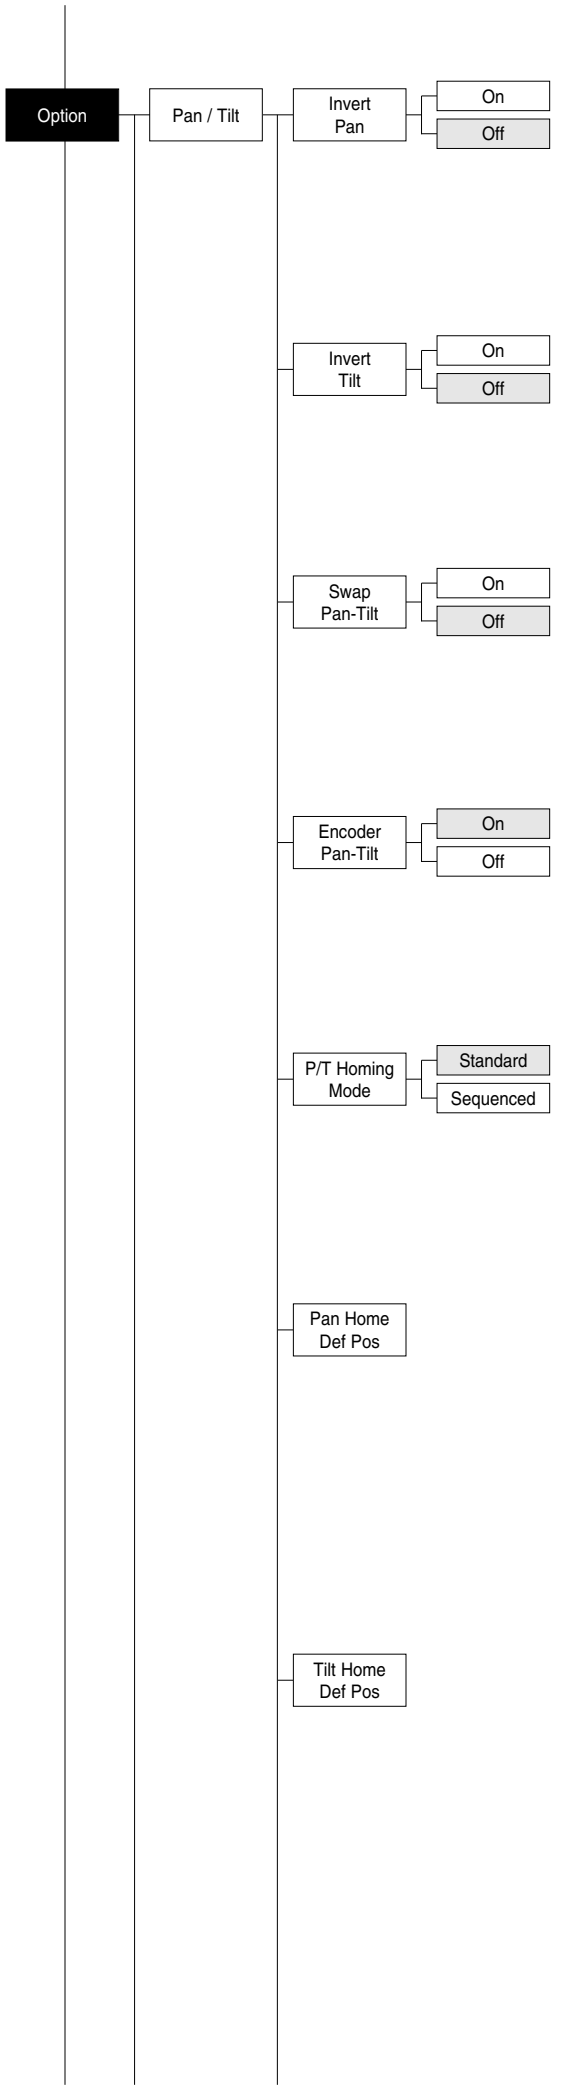 Option
Pan / Tilt
Invert
Pan
On
Off
Invert
Tilt
On
Off
Swap
Pan-Tilt
On
Off
Encoder
Pan-Tilt
On
Off
P/T Homing
Mode
Standard
Sequenced
Pan Home
Def Pos
Tilt Home
Def Pos